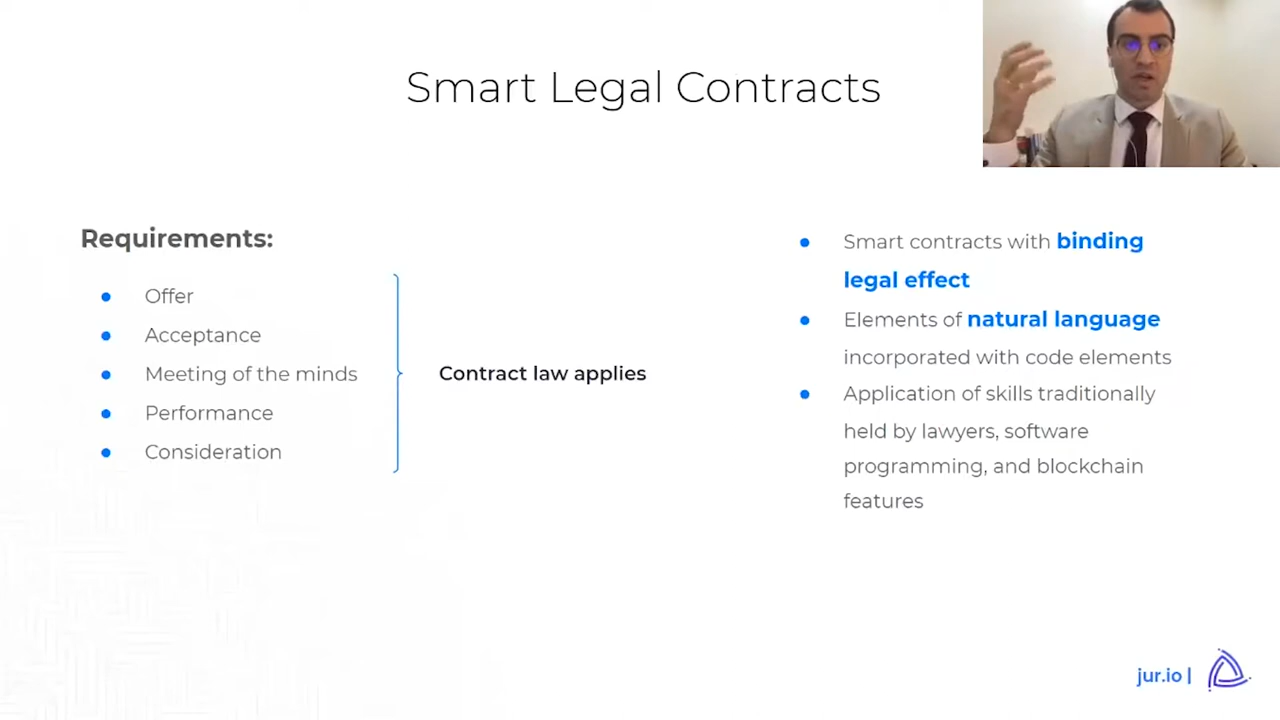 Smart Legal Contracts
Requirements:
Offer
Acceptance
Meeting of the minds
Performance
Consideration
Contract law applies
Smart contracts with binding
legal effect
Elements of natural language
incorporated with code elements
Application of skills traditionally
held by lawyers, software
programming, and blockchain
features
jur.io |